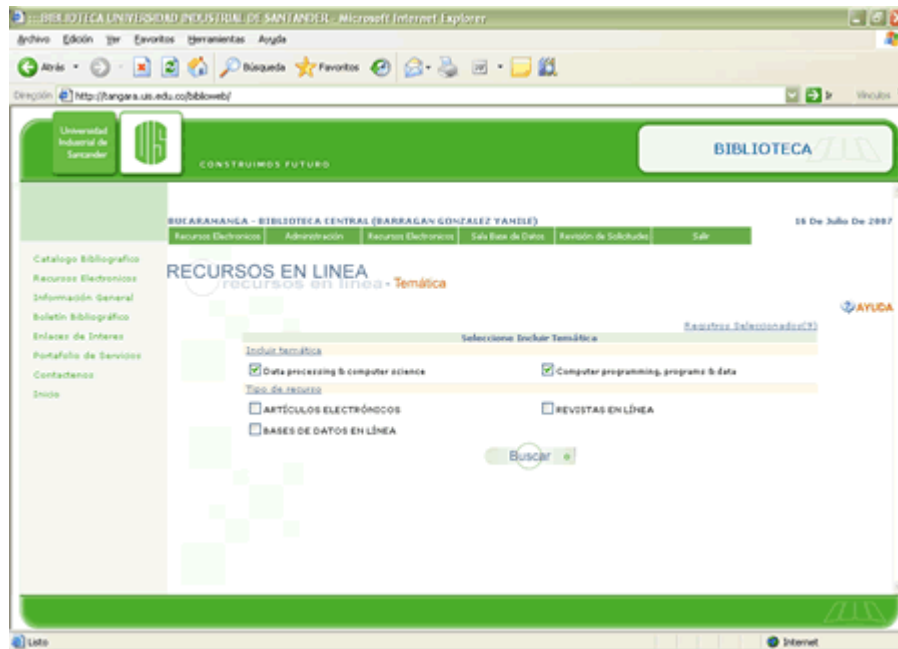 :::BIBLIOTECA UNIVERSIDAD INDUSTRIAL DE SANTANDER - Microsoft Internet Explorer
Archivo Edición Ver Favoritos Herramientas Ayuda
Atrás Búsqueda Favoritos
Dirección http://tangara.uis.edu.co/biblioweb/ Ir Vínculos
Universidad
Industrial de
Santander
CONSTRUIMOS FUTURO
BIBLIOTECA
BUCARAMANGA - BIBLIOTECA CENTRAL (BARRAGAN GONZALEZ YANILE) 16 De Julio De 2007
Recursos Electronicos Administración Recursos Electronicos Sala Base de Datos Revisión de Solicitudes Salir
Catalogo Bibliografico
Recursos Electronicos
Información General
Boletín Bibliográfico
Enlaces de Interes
Portafolio de Servicios
Contactenos
Inicio
RECURSOS EN LINEA
recursos en linea - Temática
AYUDA
Registros Seleccionados(9)
Seleccione Incluir Temática
Incluir temática
Data processing & computer science Computer programming, programs & data
Tipo de recurso
ARTÍCULOS ELECTRÓNICOS REVISTAS EN LÍNEA
BASES DE DATOS EN LÍNEA
Buscar
Listo Internet